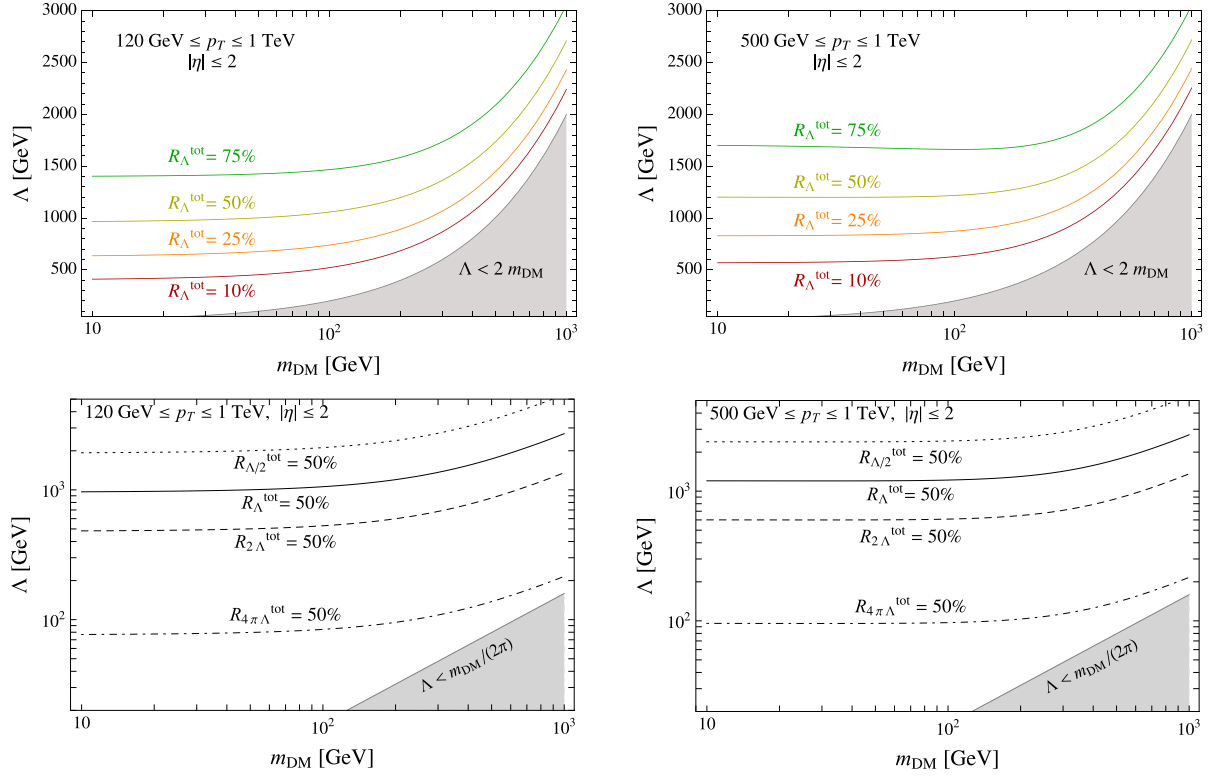 120 GeV ≤ p_T ≤ 1 TeV
|η| ≤ 2
R_Λ^tot = 75%
R_Λ^tot = 50%
R_Λ^tot = 25%
R_Λ^tot = 10%
Λ < 2 m_DM
3000
2500
2000
1500
1000
500
Λ [GeV]
10
10^2
10^3
m_DM [GeV]
500 GeV ≤ p_T ≤ 1 TeV
|η| ≤ 2
R_Λ^tot = 75%
R_Λ^tot = 50%
R_Λ^tot = 25%
R_Λ^tot = 10%
Λ < 2 m_DM
3000
2500
2000
1500
1000
500
Λ [GeV]
10
10^2
10^3
m_DM [GeV]
120 GeV ≤ p_T ≤ 1 TeV, |η| ≤ 2
R_Λ/2^tot = 50%
R_Λ^tot = 50%
R_2Λ^tot = 50%
R_4πΛ^tot = 50%
Λ < m_DM/(2π)
10^3
10^2
Λ [GeV]
10
10^2
10^3
m_DM [GeV]
500 GeV ≤ p_T ≤ 1 TeV, |η| ≤ 2
R_Λ/2^tot = 50%
R_Λ^tot = 50%
R_2Λ^tot = 50%
R_4πΛ^tot = 50%
Λ < m_DM/(2π)
10^3
10^2
Λ [GeV]
10
10^2
10^3
m_DM [GeV]